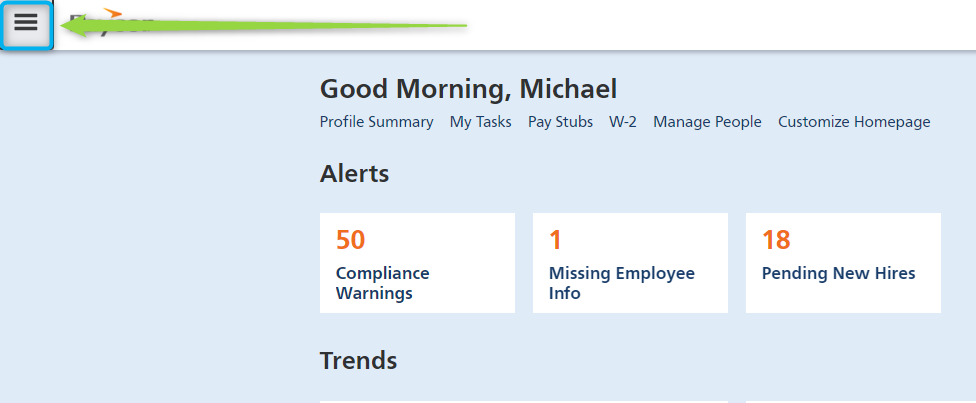 Good Morning, Michael
Profile Summary My Tasks Pay Stubs W-2 Manage People Customize Homepage
Alerts
50 1 18
Compliance Warnings
Missing Employee Info
Pending New Hires
Trends